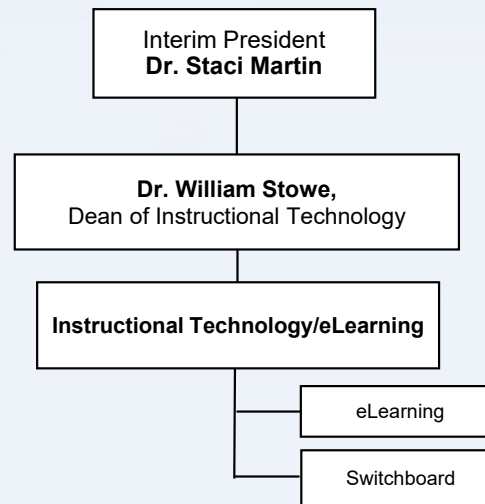 Interim President
Dr. Staci Martin
Dr. William Stowe,
Dean of Instructional Technology
Instructional Technology/eLearning
eLearning
Switchboard